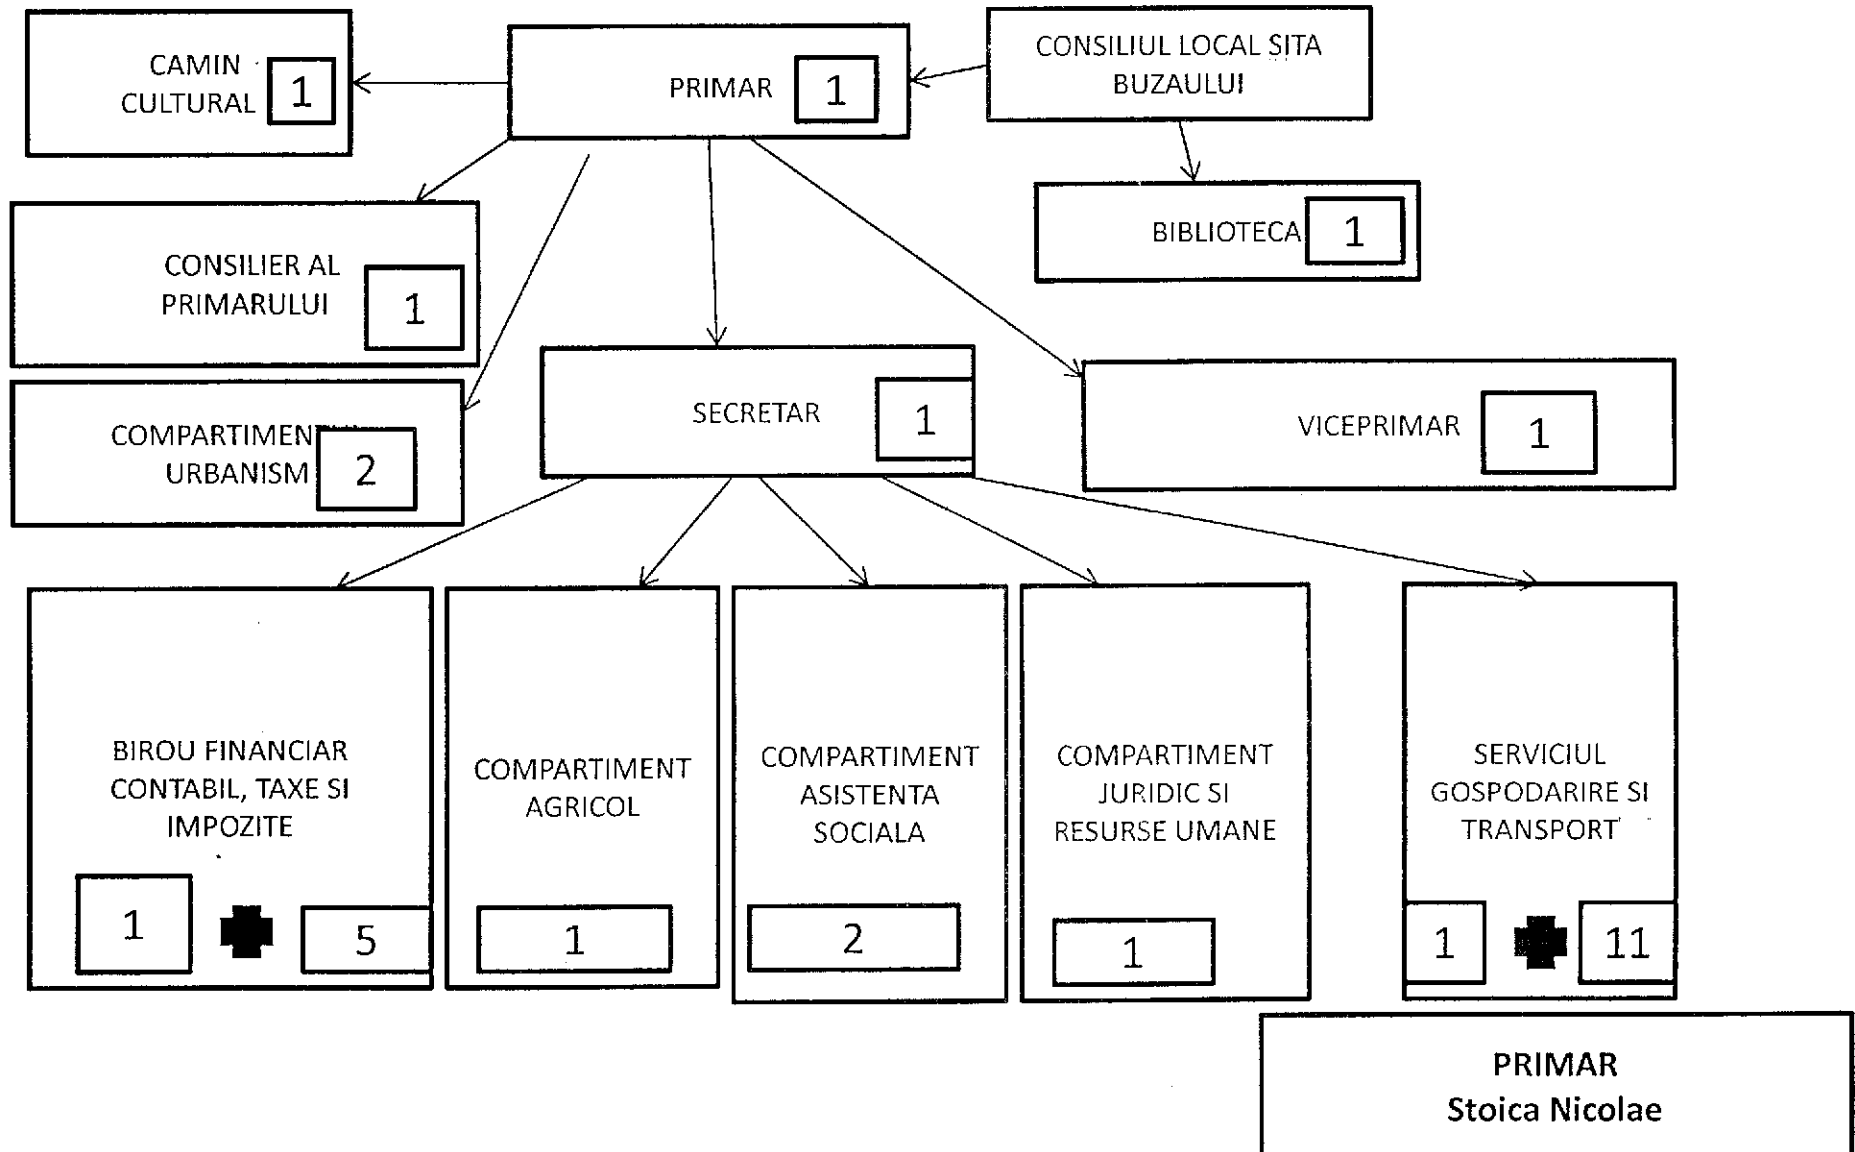 CAMIN
CULTURAL
1
PRIMAR
1
CONSILIUL LOCAL SITA
BUZAULUI
BIBLIOTECA
1
CONSILIER AL
PRIMARULUI
1
COMPARTIMENT
URBANISM
2
SECRETAR
1
VICEPRIMAR
1
BIROU FINANCIAR
CONTABIL, TAXE SI
IMPOZITE
1
5
COMPARTIMENT
AGRICOL
1
COMPARTIMENT
ASISTENTA
SOCIALA
2
COMPARTIMENT
JURIDIC SI
RESURSE UMANE
1
SERVICIUL
GOSPODARIRE SI
TRANSPORT
1
11
PRIMAR
Stoica Nicolae